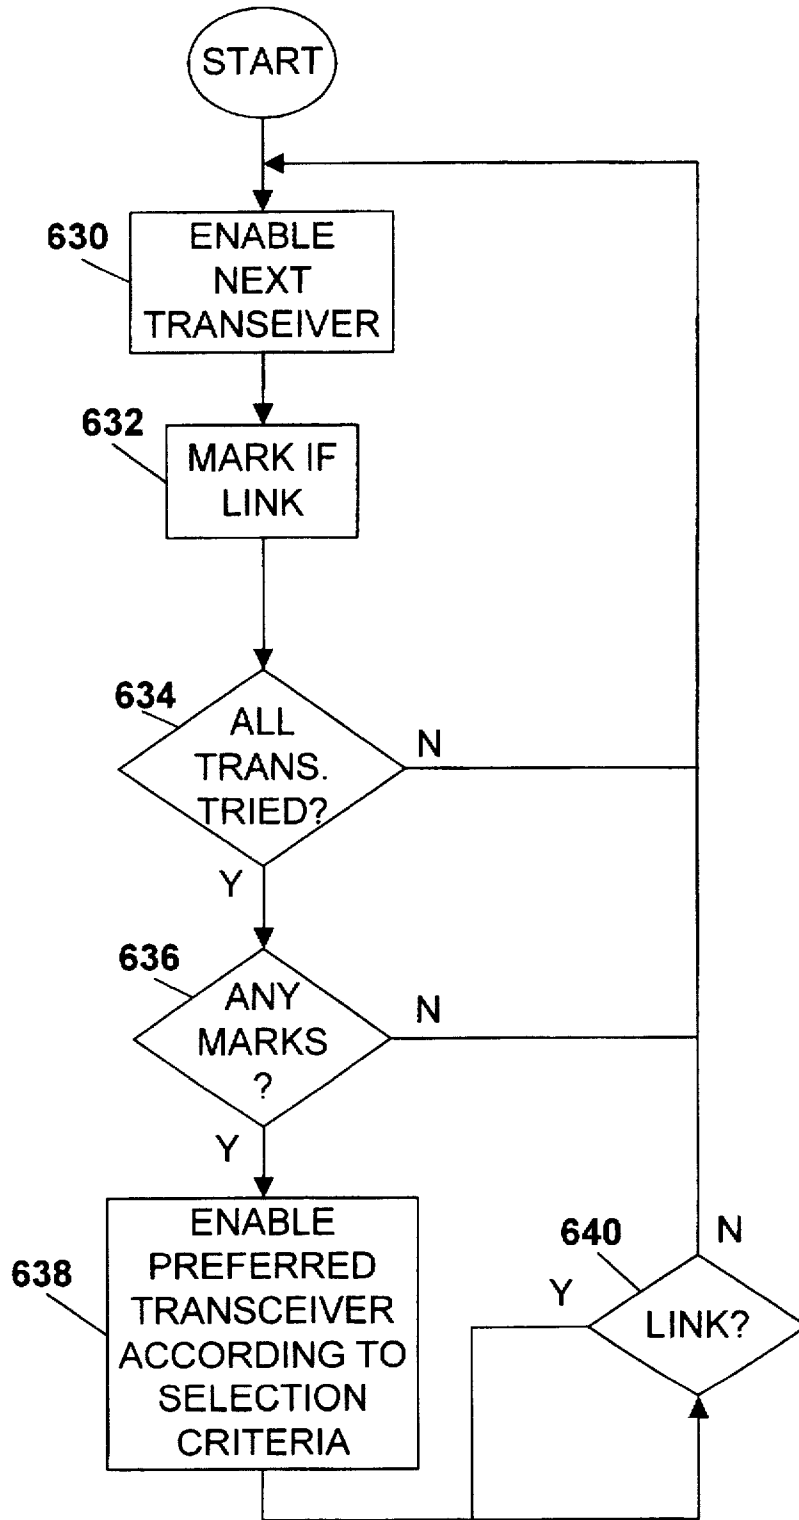 START
630
ENABLE
NEXT
TRANSEIVER
632
MARK IF
LINK
634
ALL
TRANS.
TRIED?
N
Y
636
ANY
MARKS
?
N
Y
638
ENABLE
PREFERRED
TRANSCEIVER
ACCORDING TO
SELECTION
CRITERIA
640
N
Y
LINK?